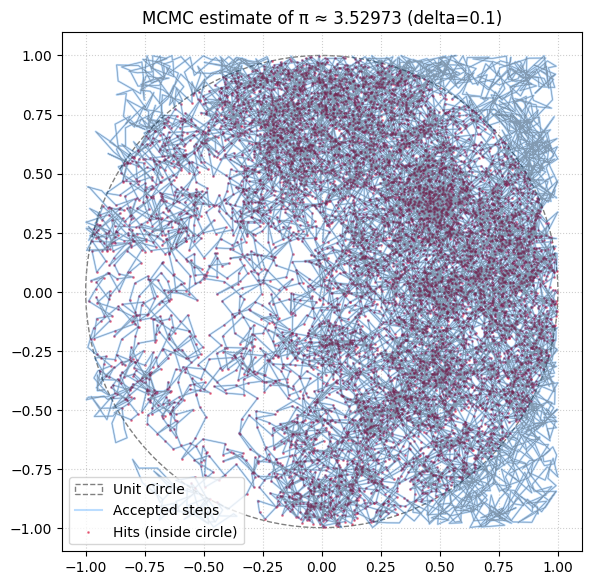 MCMC estimate of π ≈ 3.52973 (delta=0.1)
1.00
0.75
0.50
0.25
0.00
−0.25
−0.50
−0.75
−1.00
Unit Circle
Accepted steps
Hits (inside circle)
−1.00 −0.75 −0.50 −0.25 0.00 0.25 0.50 0.75 1.00